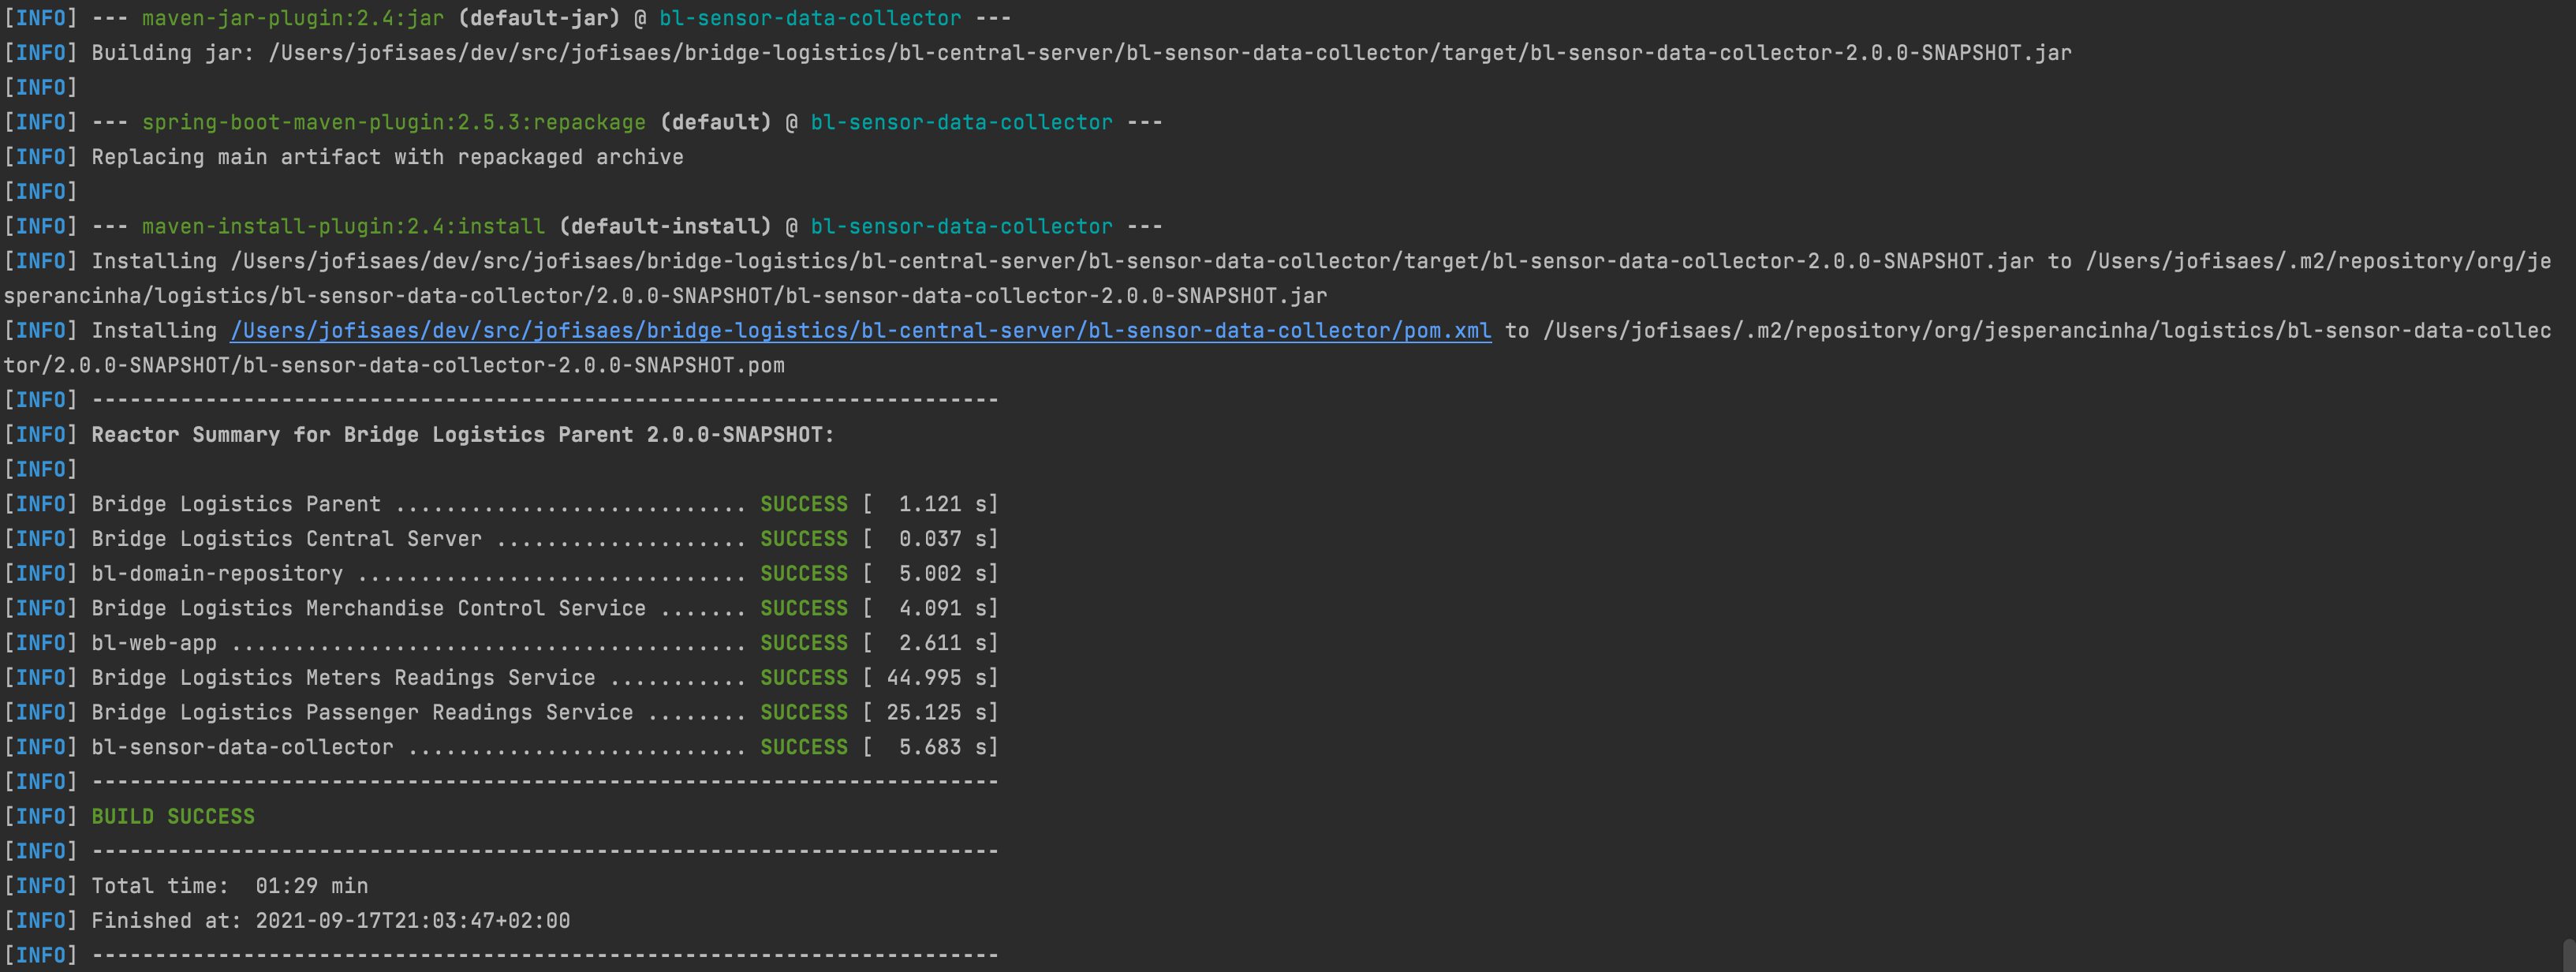 [INFO] --- maven-jar-plugin:2.4:jar (default-jar) @ bl-sensor-data-collector ---
[INFO] Building jar: /Users/jofisaes/dev/src/jofisaes/bridge-logistics/bl-central-server/bl-sensor-data-collector/target/bl-sensor-data-collector-2.0.0-SNAPSHOT.jar
[INFO]
[INFO] --- spring-boot-maven-plugin:2.5.3:repackage (default) @ bl-sensor-data-collector ---
[INFO] Replacing main artifact with repackaged archive
[INFO]
[INFO] --- maven-install-plugin:2.4:install (default-install) @ bl-sensor-data-collector ---
[INFO] Installing /Users/jofisaes/dev/src/jofisaes/bridge-logistics/bl-central-server/bl-sensor-data-collector/target/bl-sensor-data-collector-2.0.0-SNAPSHOT.jar to /Users/jofisaes/.m2/repository/org/je
sperancinha/logistics/bl-sensor-data-collector/2.0.0-SNAPSHOT/bl-sensor-data-collector-2.0.0-SNAPSHOT.jar
[INFO] Installing /Users/jofisaes/dev/src/jofisaes/bridge-logistics/bl-central-server/bl-sensor-data-collector/pom.xml to /Users/jofisaes/.m2/repository/org/jesperancinha/logistics/bl-sensor-data-collec
tor/2.0.0-SNAPSHOT/bl-sensor-data-collector-2.0.0-SNAPSHOT.pom
[INFO] ------------------------------------------------------------------------
[INFO] Reactor Summary for Bridge Logistics Parent 2.0.0-SNAPSHOT:
[INFO]
[INFO] Bridge Logistics Parent ............................ SUCCESS [  1.121 s]
[INFO] Bridge Logistics Central Server .................... SUCCESS [  0.037 s]
[INFO] bl-domain-repository ............................... SUCCESS [  5.002 s]
[INFO] Bridge Logistics Merchandise Control Service ....... SUCCESS [  4.091 s]
[INFO] bl-web-app ......................................... SUCCESS [  2.611 s]
[INFO] Bridge Logistics Meters Readings Service ........... SUCCESS [ 44.995 s]
[INFO] Bridge Logistics Passenger Readings Service ........ SUCCESS [ 25.125 s]
[INFO] bl-sensor-data-collector ........................... SUCCESS [  5.683 s]
[INFO] ------------------------------------------------------------------------
[INFO] BUILD SUCCESS
[INFO] ------------------------------------------------------------------------
[INFO] Total time:  01:29 min
[INFO] Finished at: 2021-09-17T21:03:47+02:00
[INFO] ------------------------------------------------------------------------